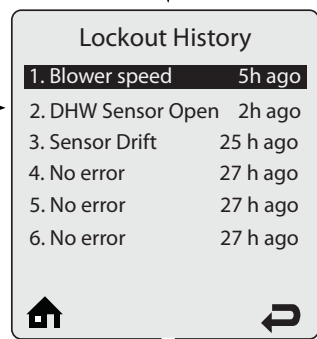 Lockout History
1. Blower speed 5h ago
2. DHW Sensor Open 2h ago
3. Sensor Drift 25 h ago
4. No error 27 h ago
5. No error 27 h ago
6. No error 27 h ago